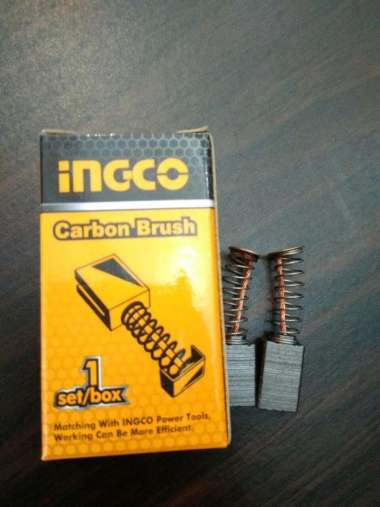 INGCO
Carbon Brush
1
set/box
Matching With INGCO Power Tools,
Working Can Be More Efficient.